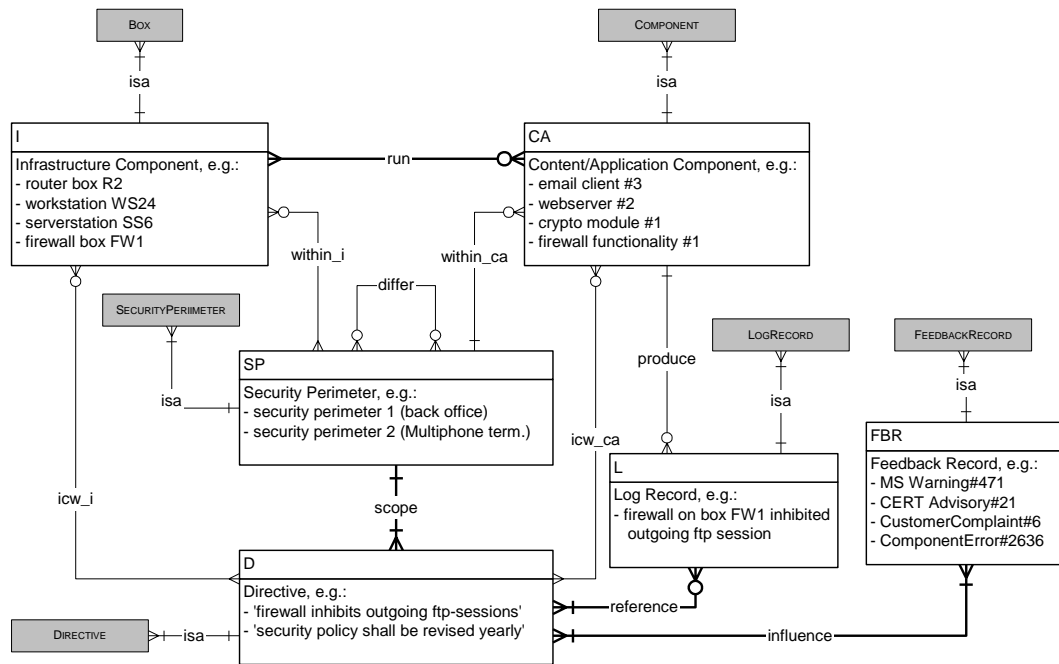 BOX
COMPONENT
isa
isa
I
Infrastructure Component, e.g.:
- router box R2
- workstation WS24
- serverstation SS6
- firewall box FW1
run
CA
Content/Application Component, e.g.:
- email client #3
- webserver #2
- crypto module #1
- firewall functionality #1
within_i
within_ca
differ
SECURITYPERIIMETER
isa
SP
Security Perimeter, e.g.:
- security perimeter 1 (back office)
- security perimeter 2 (Multiphone term.)
produce
LOGRECORD
FEEDBACKRECORD
isa
isa
icw_i
icw_ca
scope
L
Log Record, e.g.:
- firewall on box FW1 inhibited
outgoing ftp session
FBR
Feedback Record, e.g.:
- MS Warning#471
- CERT Advisory#21
- CustomerComplaint#6
- ComponentError#2636
D
Directive, e.g.:
- 'firewall inhibits outgoing ftp-sessions'
- 'security policy shall be revised yearly'
reference
influence
DIRECTIVE
isa